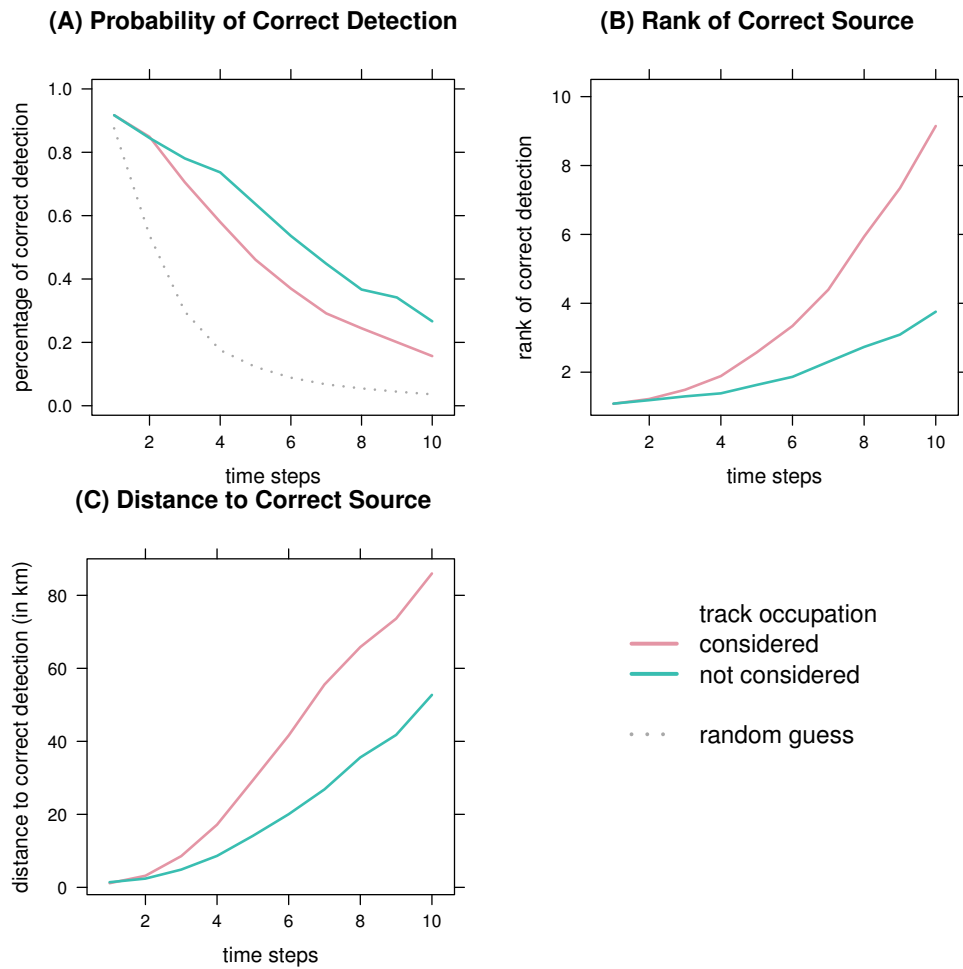 (A) Probability of Correct Detection
percentage of correct detection
1.0
0.8
0.6
0.4
0.2
0.0
2 4 6 8 10
time steps
(B) Rank of Correct Source
rank of correct detection
10
8
6
4
2
2 4 6 8 10
time steps
(C) Distance to Correct Source
distance to correct detection (in km)
80
60
40
20
0
2 4 6 8 10
time steps
track occupation
considered
not considered
random guess